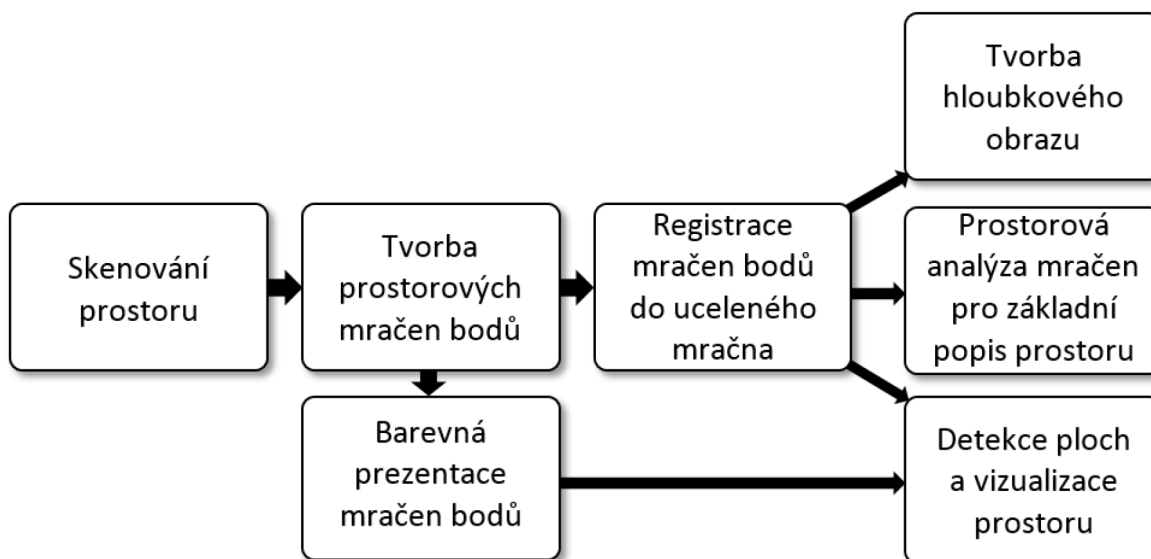 Skenování
prostoru
Tvorba
prostorových
mračen bodů
Registrace
mračen bodů
do uceleného
mračna
Tvorba
hloubkového
obrazu
Prostorová
analýza mračen
pro základní
popis prostoru
Barevná
prezentace
mračen bodů
Detekce ploch
a vizualizace
prostoru